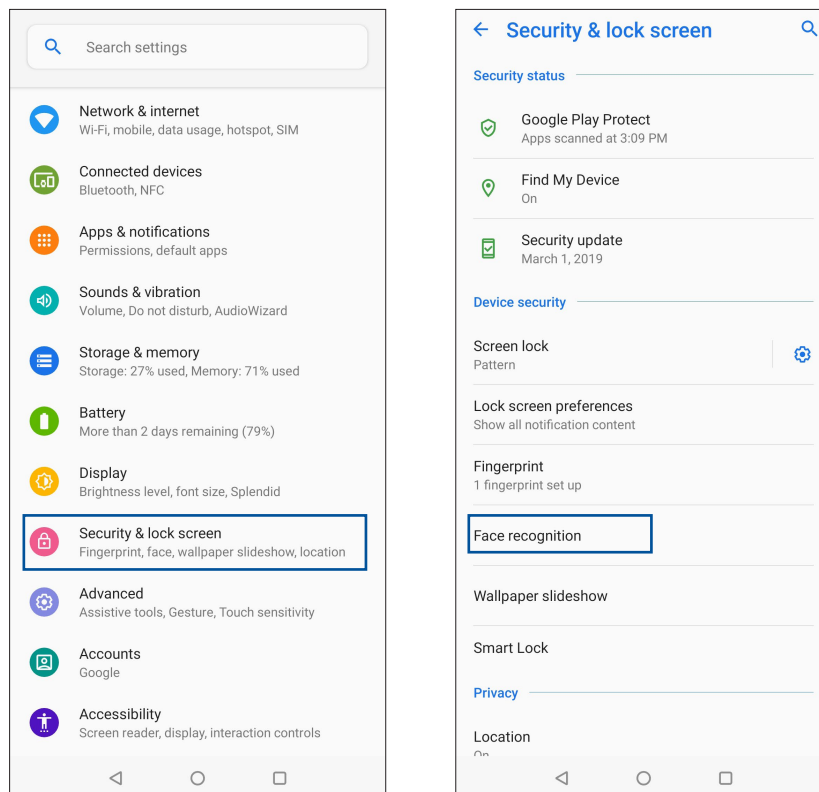 Search settings
Network & internet
Wi-Fi, mobile, data usage, hotspot, SIM
Connected devices
Bluetooth, NFC
Apps & notifications
Permissions, default apps
Sounds & vibration
Volume, Do not disturb, AudioWizard
Storage & memory
Storage: 27% used, Memory: 71% used
Battery
More than 2 days remaining (79%)
Display
Brightness level, font size, Splendid
Security & lock screen
Fingerprint, face, wallpaper slideshow, location
Advanced
Assistive tools, Gesture, Touch sensitivity
Accounts
Google
Accessibility
Screen reader, display, interaction controls
Security & lock screen
Security status
Google Play Protect
Apps scanned at 3:09 PM
Find My Device
On
Security update
March 1, 2019
Device security
Screen lock
Pattern
Lock screen preferences
Show all notification content
Fingerprint
1 fingerprint set up
Face recognition
Wallpaper slideshow
Smart Lock
Privacy
Location
On